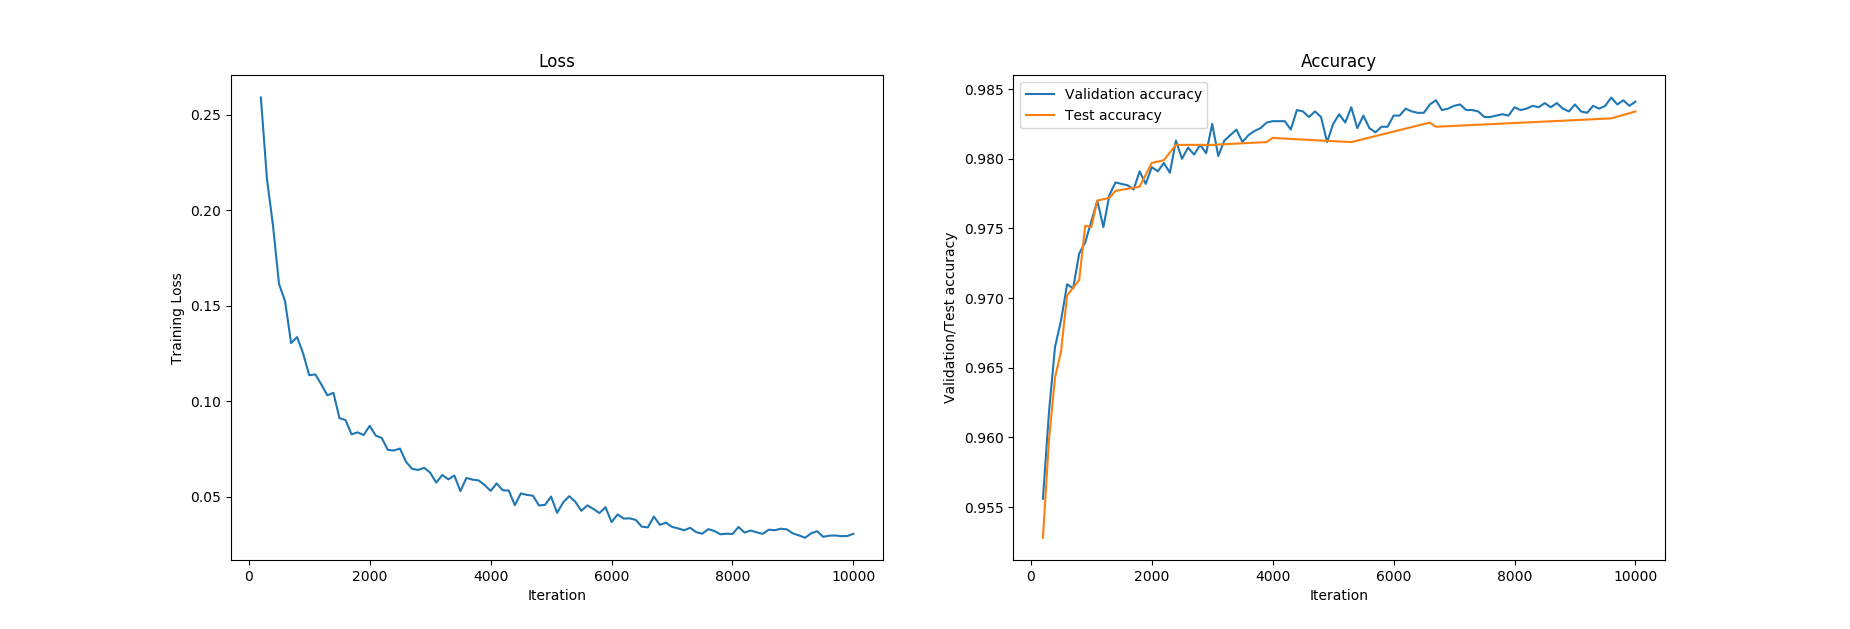 Loss
0.25
0.20
0.15
0.10
0.05
Training Loss
0 2000 4000 6000 8000 10000
Iteration
Accuracy
Validation accuracy
Test accuracy
0.985
0.980
0.975
0.970
0.965
0.960
0.955
Validation/Test accuracy
0 2000 4000 6000 8000 10000
Iteration